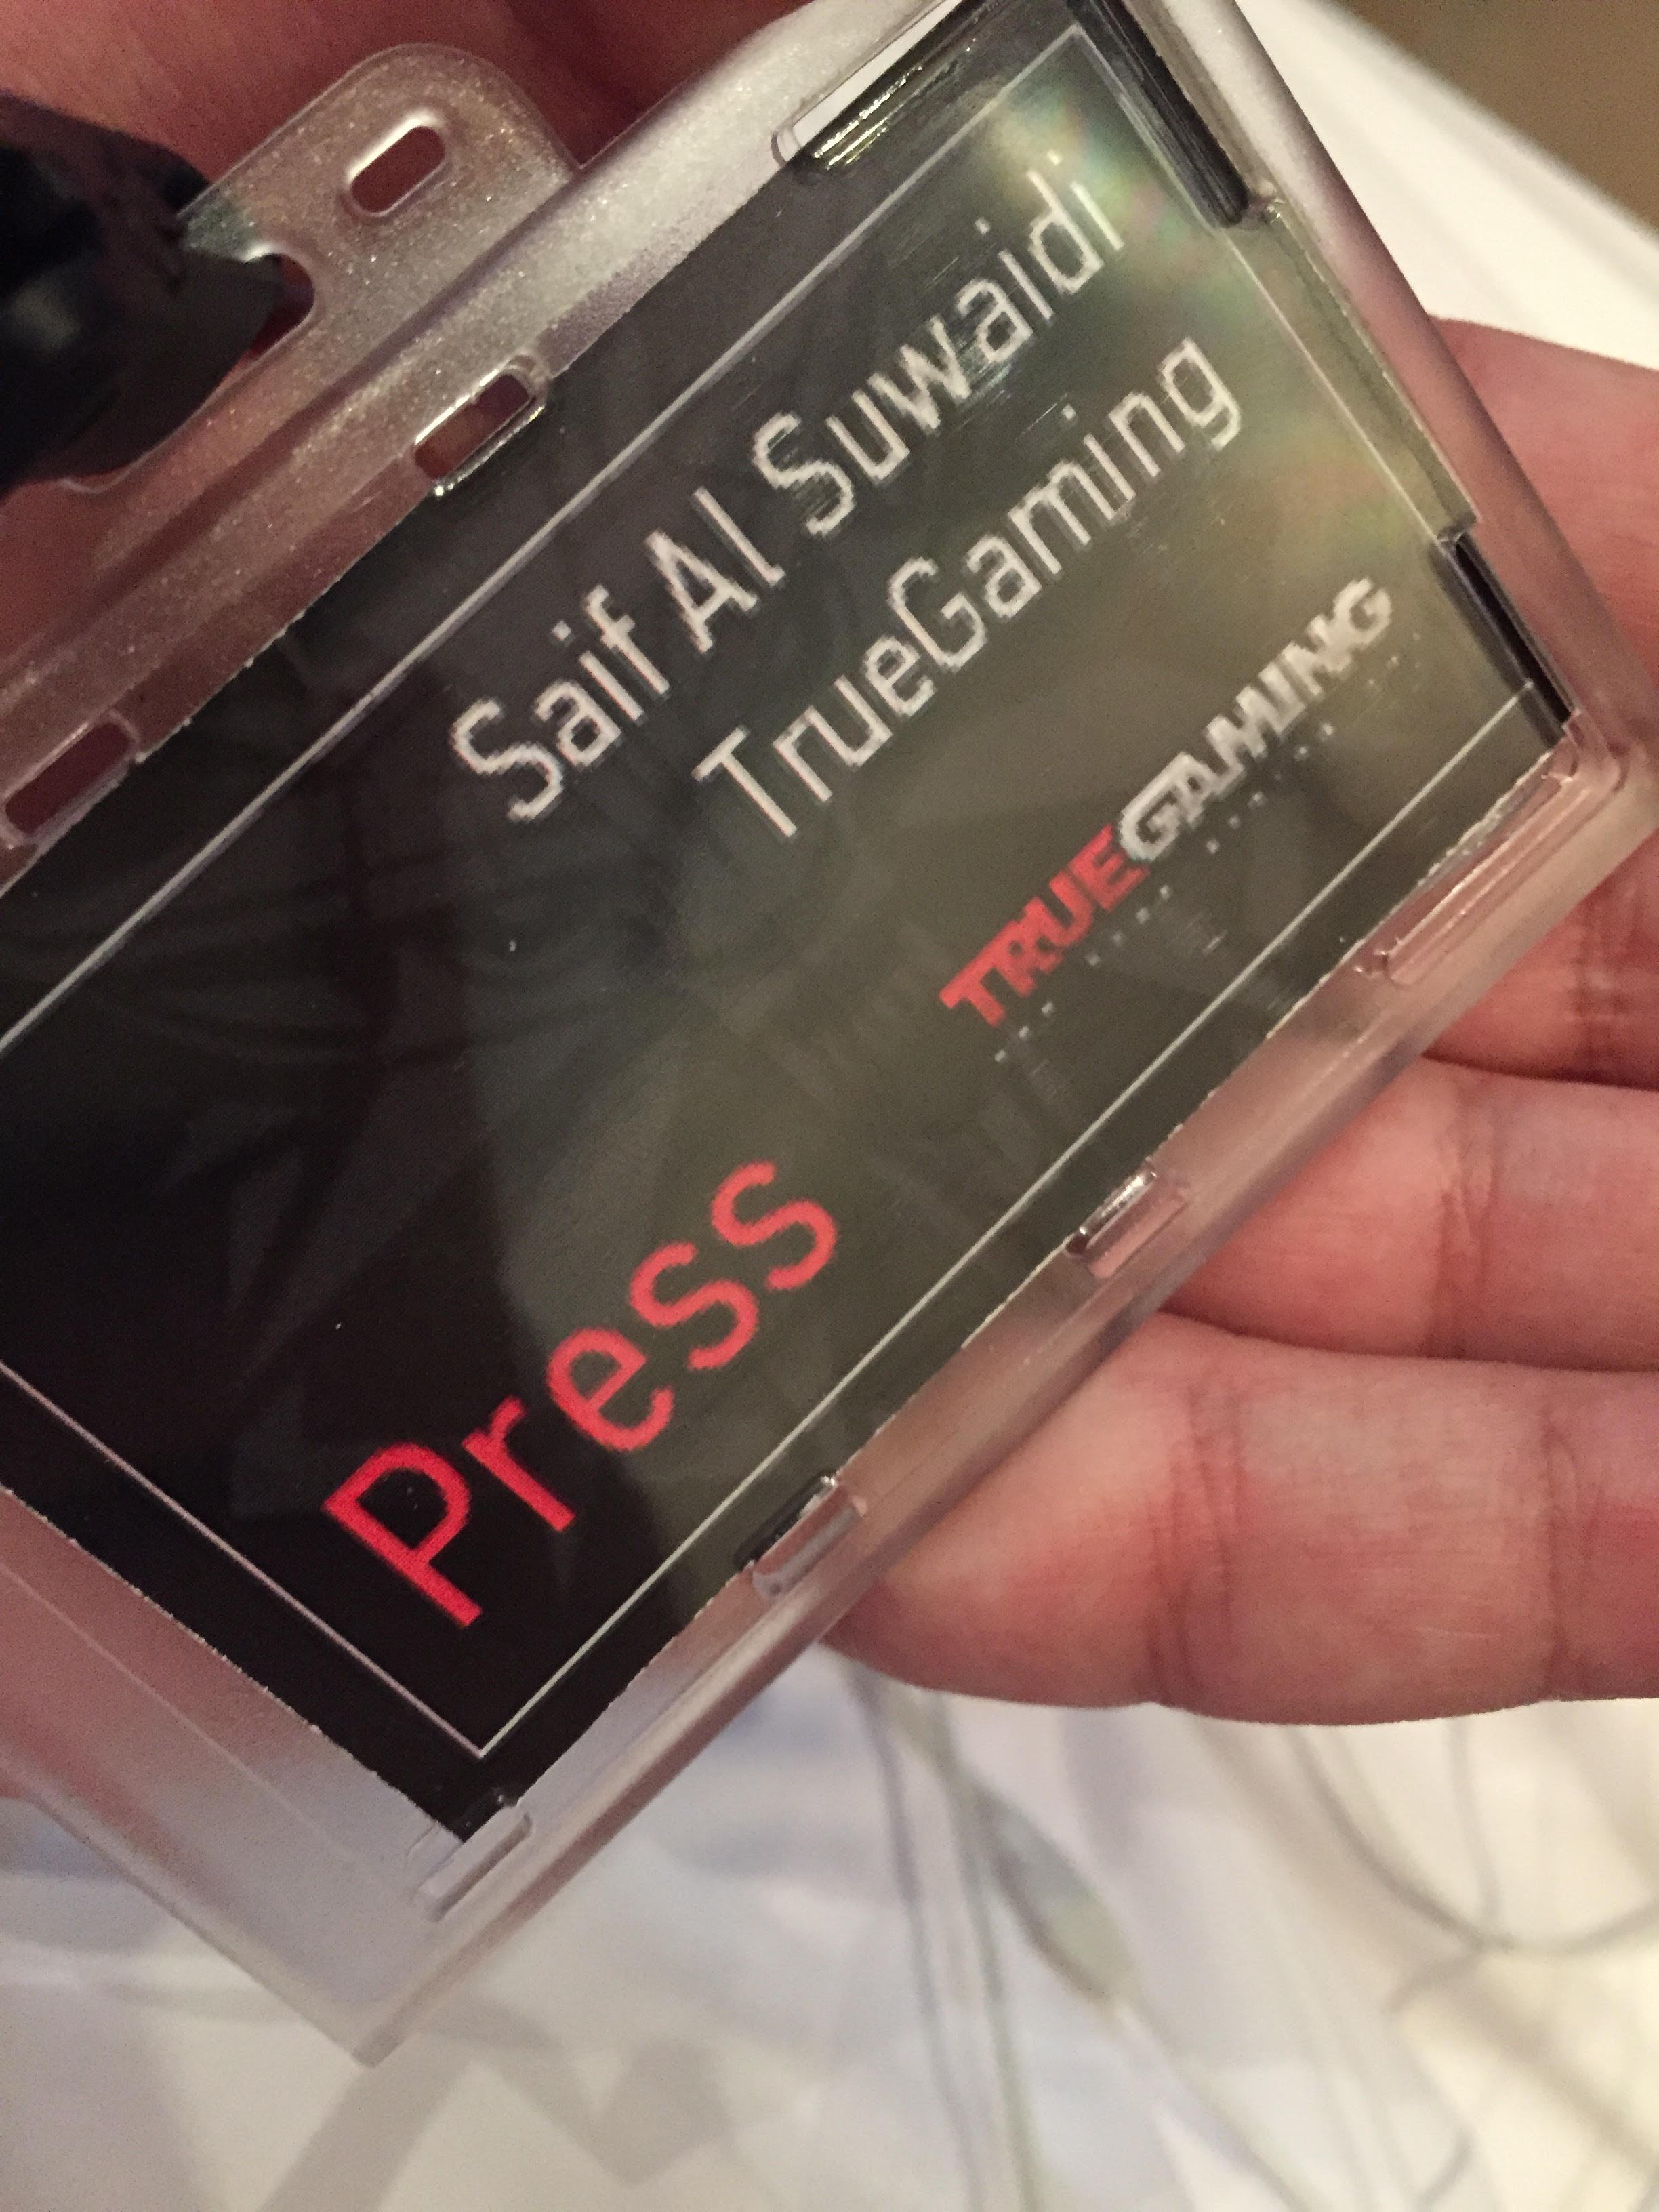 Saif Al Suwaidi
TrueGaming
TRUEGAMING
Press